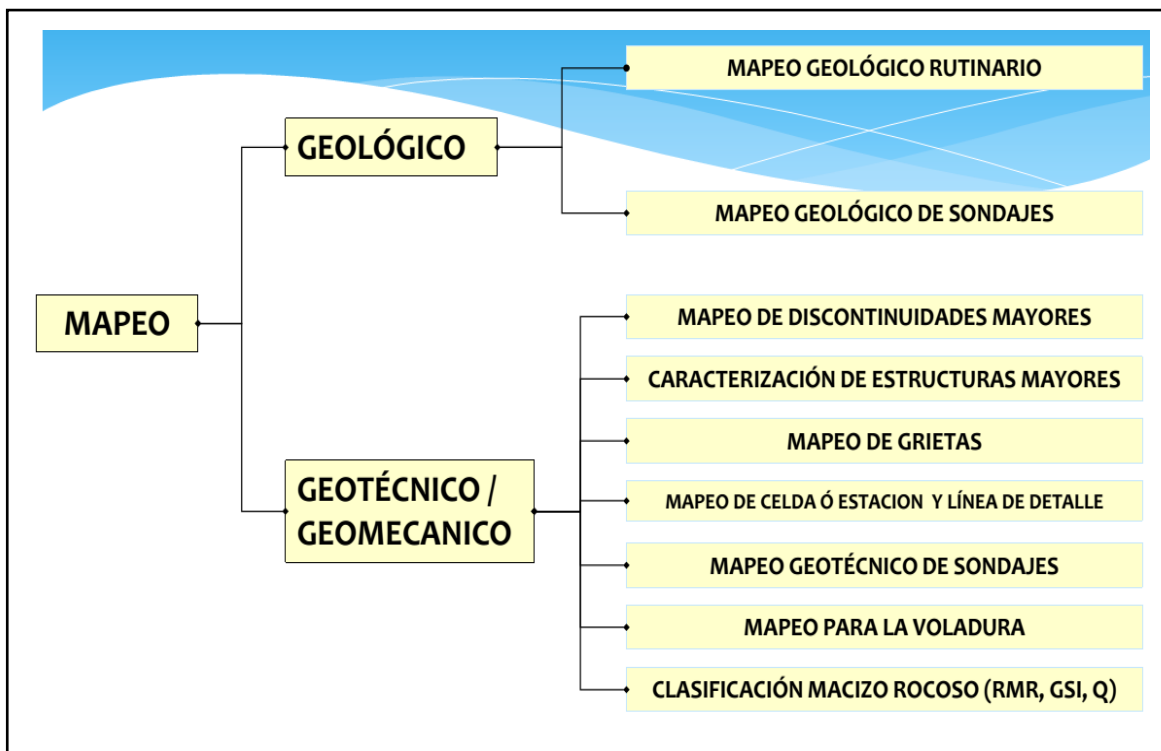 MAPEO
GEOLÓGICO
MAPEO GEOLÓGICO RUTINARIO
MAPEO GEOLÓGICO DE SONDAJES
GEOTÉCNICO /
GEOMECANICO
MAPEO DE DISCONTINUIDADES MAYORES
CARACTERIZACIÓN DE ESTRUCTURAS MAYORES
MAPEO DE GRIETAS
MAPEO DE CELDA Ó ESTACION Y LÍNEA DE DETALLE
MAPEO GEOTÉCNICO DE SONDAJES
MAPEO PARA LA VOLADURA
CLASIFICACIÓN MACIZO ROCOSO (RMR, GSI, Q)